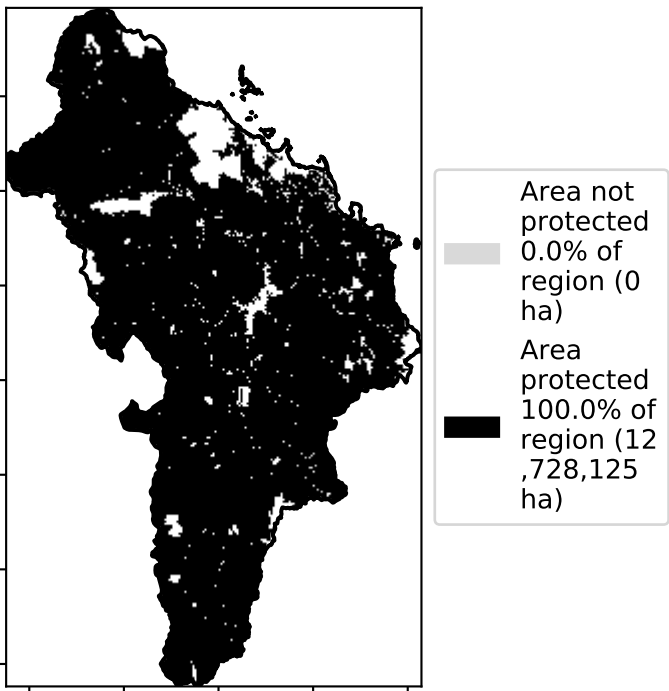 Area not
protected
0.0% of
region (0
ha)
Area
protected
100.0% of
region (12
,728,125
ha)